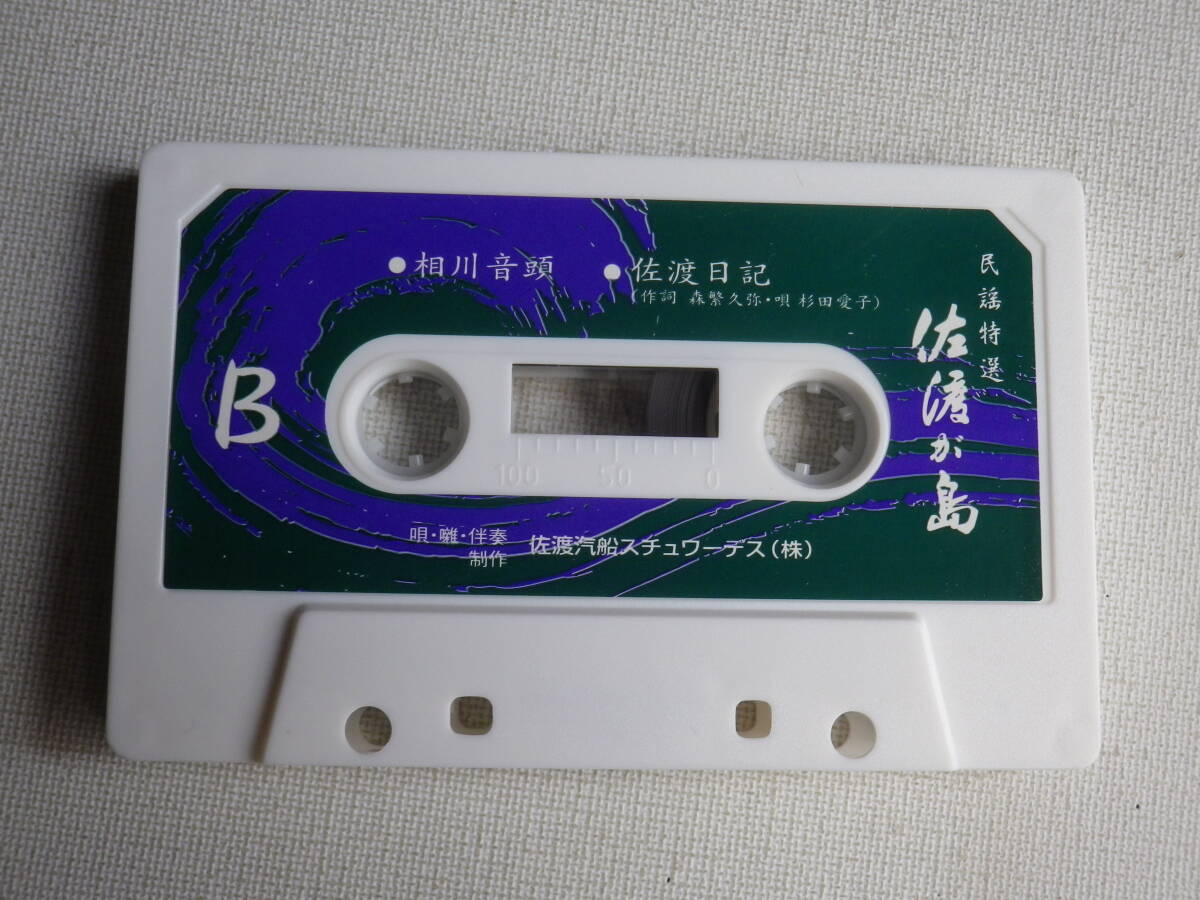 民謡特選
佐渡が島
B
●相川音頭
●佐渡日記
(作詞 森繁久弥・唄 杉田愛子)
100 50 0
唄・囃・伴奏
制作
佐渡汽船スチュワーデス(株)